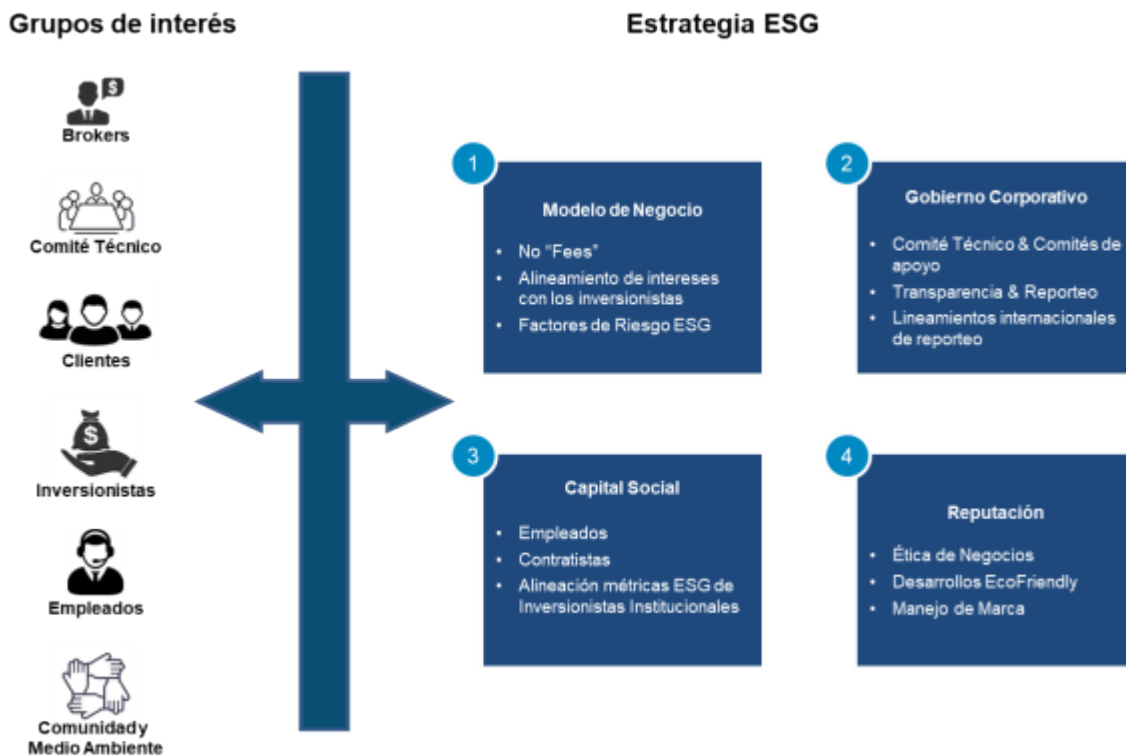 Grupos de interés
Estrategia ESG
$
Brokers
Comité Técnico
Clientes
$
Inversionistas
Empleados
Comunidad y
Medio Ambiente
1
Modelo de Negocio
• No "Fees"
• Alineamiento de intereses
con los inversionistas
• Factores de Riesgo ESG
2
Gobierno Corporativo
• Comité Técnico & Comités de
apoyo
• Transparencia & Reporteo
• Lineamientos internacionales
de reporteo
3
Capital Social
• Empleados
• Contratistas
• Alineación métricas ESG de
Inversionistas Institucionales
4
Reputación
• Ética de Negocios
• Desarrollos EcoFriendly
• Manejo de Marca